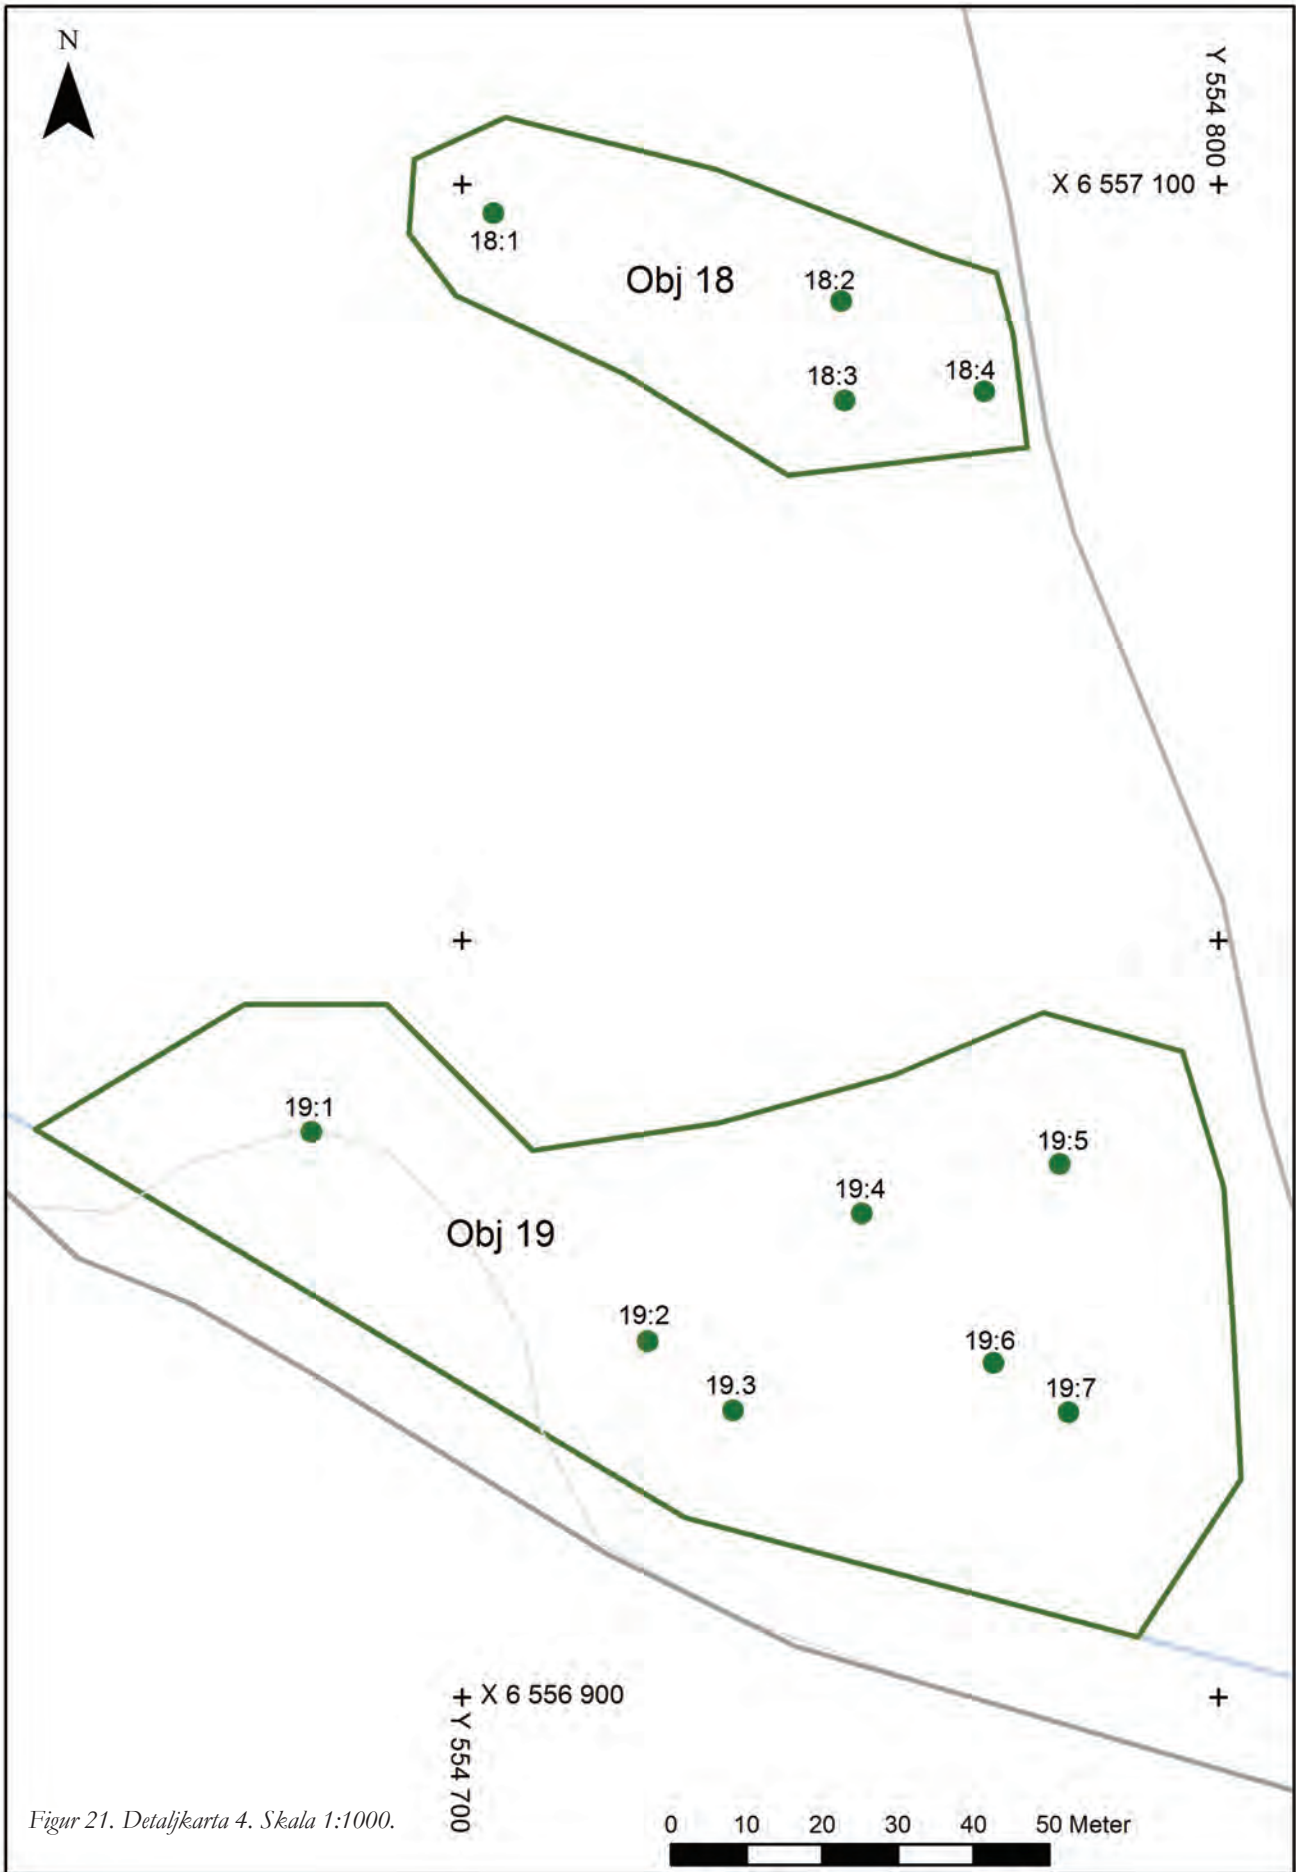 N
Y 554 800
X 6 557 100
18:1
Obj 18
18:2
18:3
18:4
19:1
19:5
19:4
Obj 19
19:2
19:6
19.3
19:7
X 6 556 900
Y 554 700
Figur 21. Detaljkarta 4. Skala 1:1000.
0 10 20 30 40 50 Meter